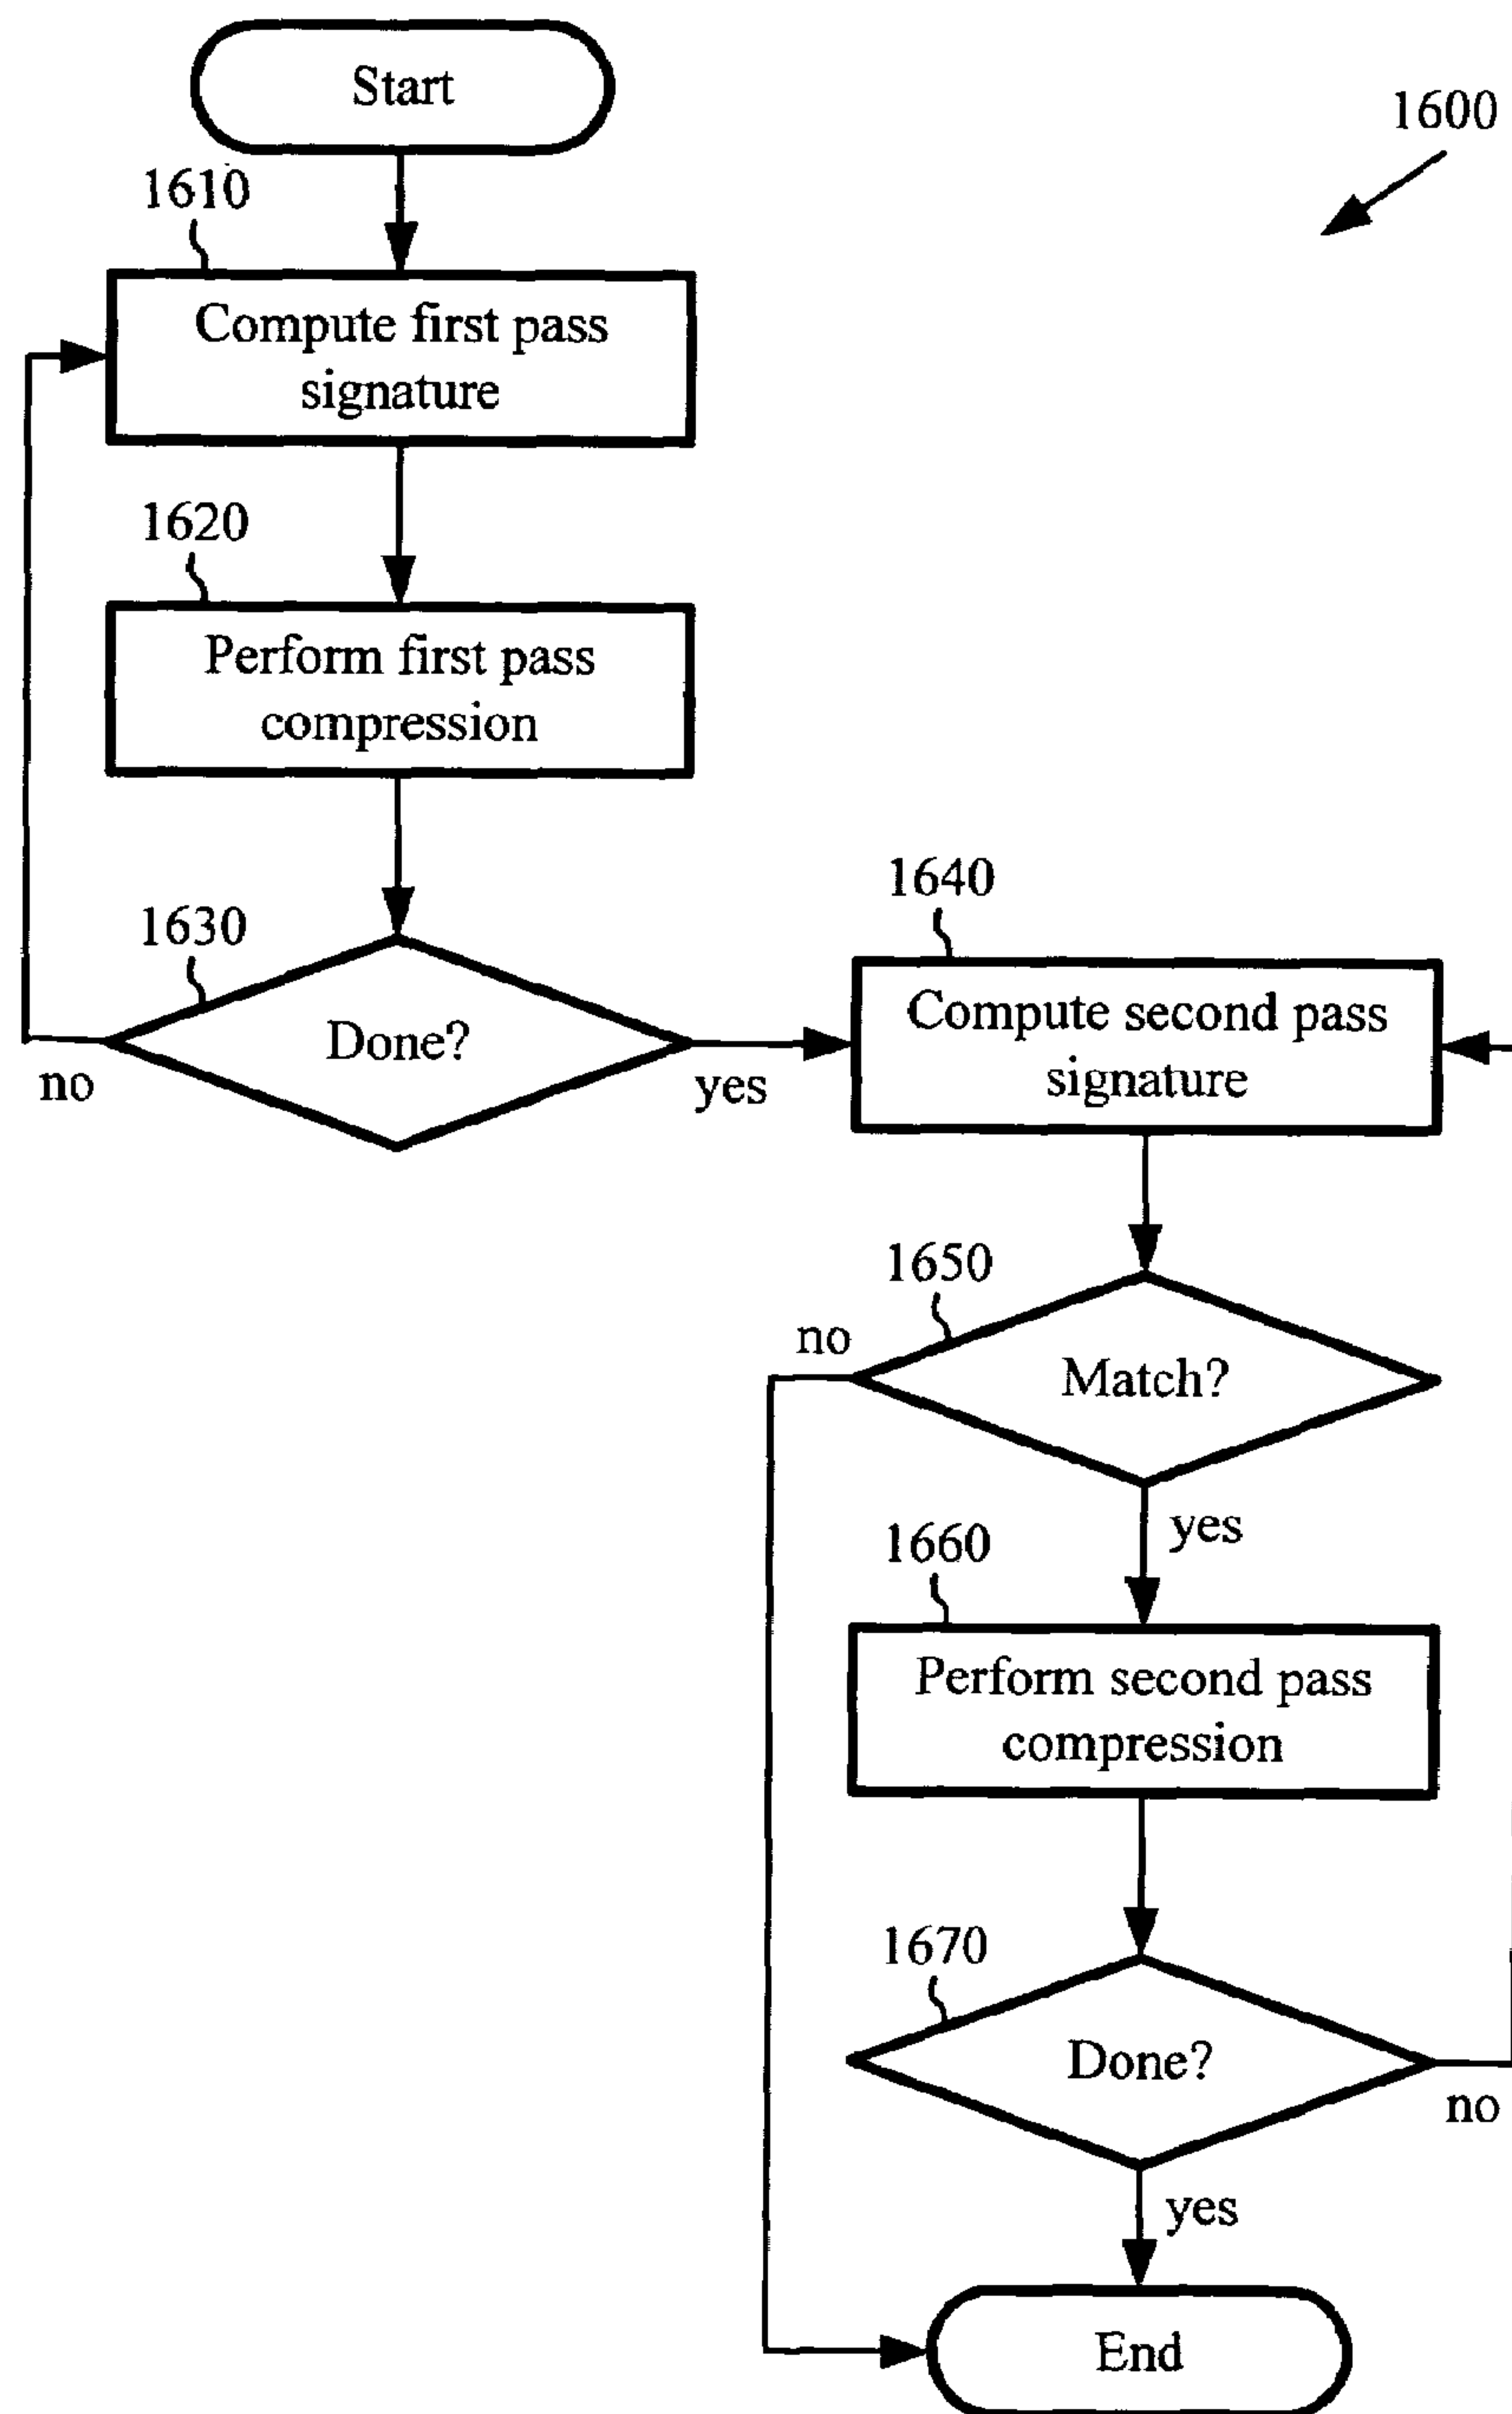 Start
1600
1610
Compute first pass
signature
1620
Perform first pass
compression
1630
Done?
no
yes
1640
Compute second pass
signature
1650
no
Match?
yes
1660
Perform second pass
compression
1670
Done?
no
yes
End